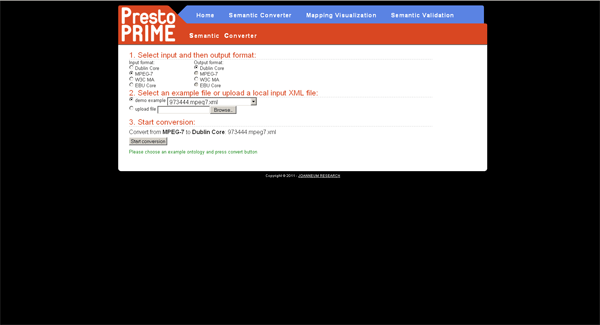 Presto
PRIME
Home Semantic Converter Mapping Visualization Semantic Validation
Semantic Converter
1. Select input and then output format:
Input format: Output format:
Dublin Core Dublin Core
MPEG-7 MPEG-7
W3C MA W3C MA
EBU Core EBU Core
2. Select an example file or upload a local input XML file:
demo example 973444.mpeg7.xml
upload file Browse..
3. Start conversion:
Convert from MPEG-7 to Dublin Core: 973444.mpeg7.xml
Start conversion
Please choose an example ontology and press convert button
Copyright © 2011 - JOANNEUM RESEARCH